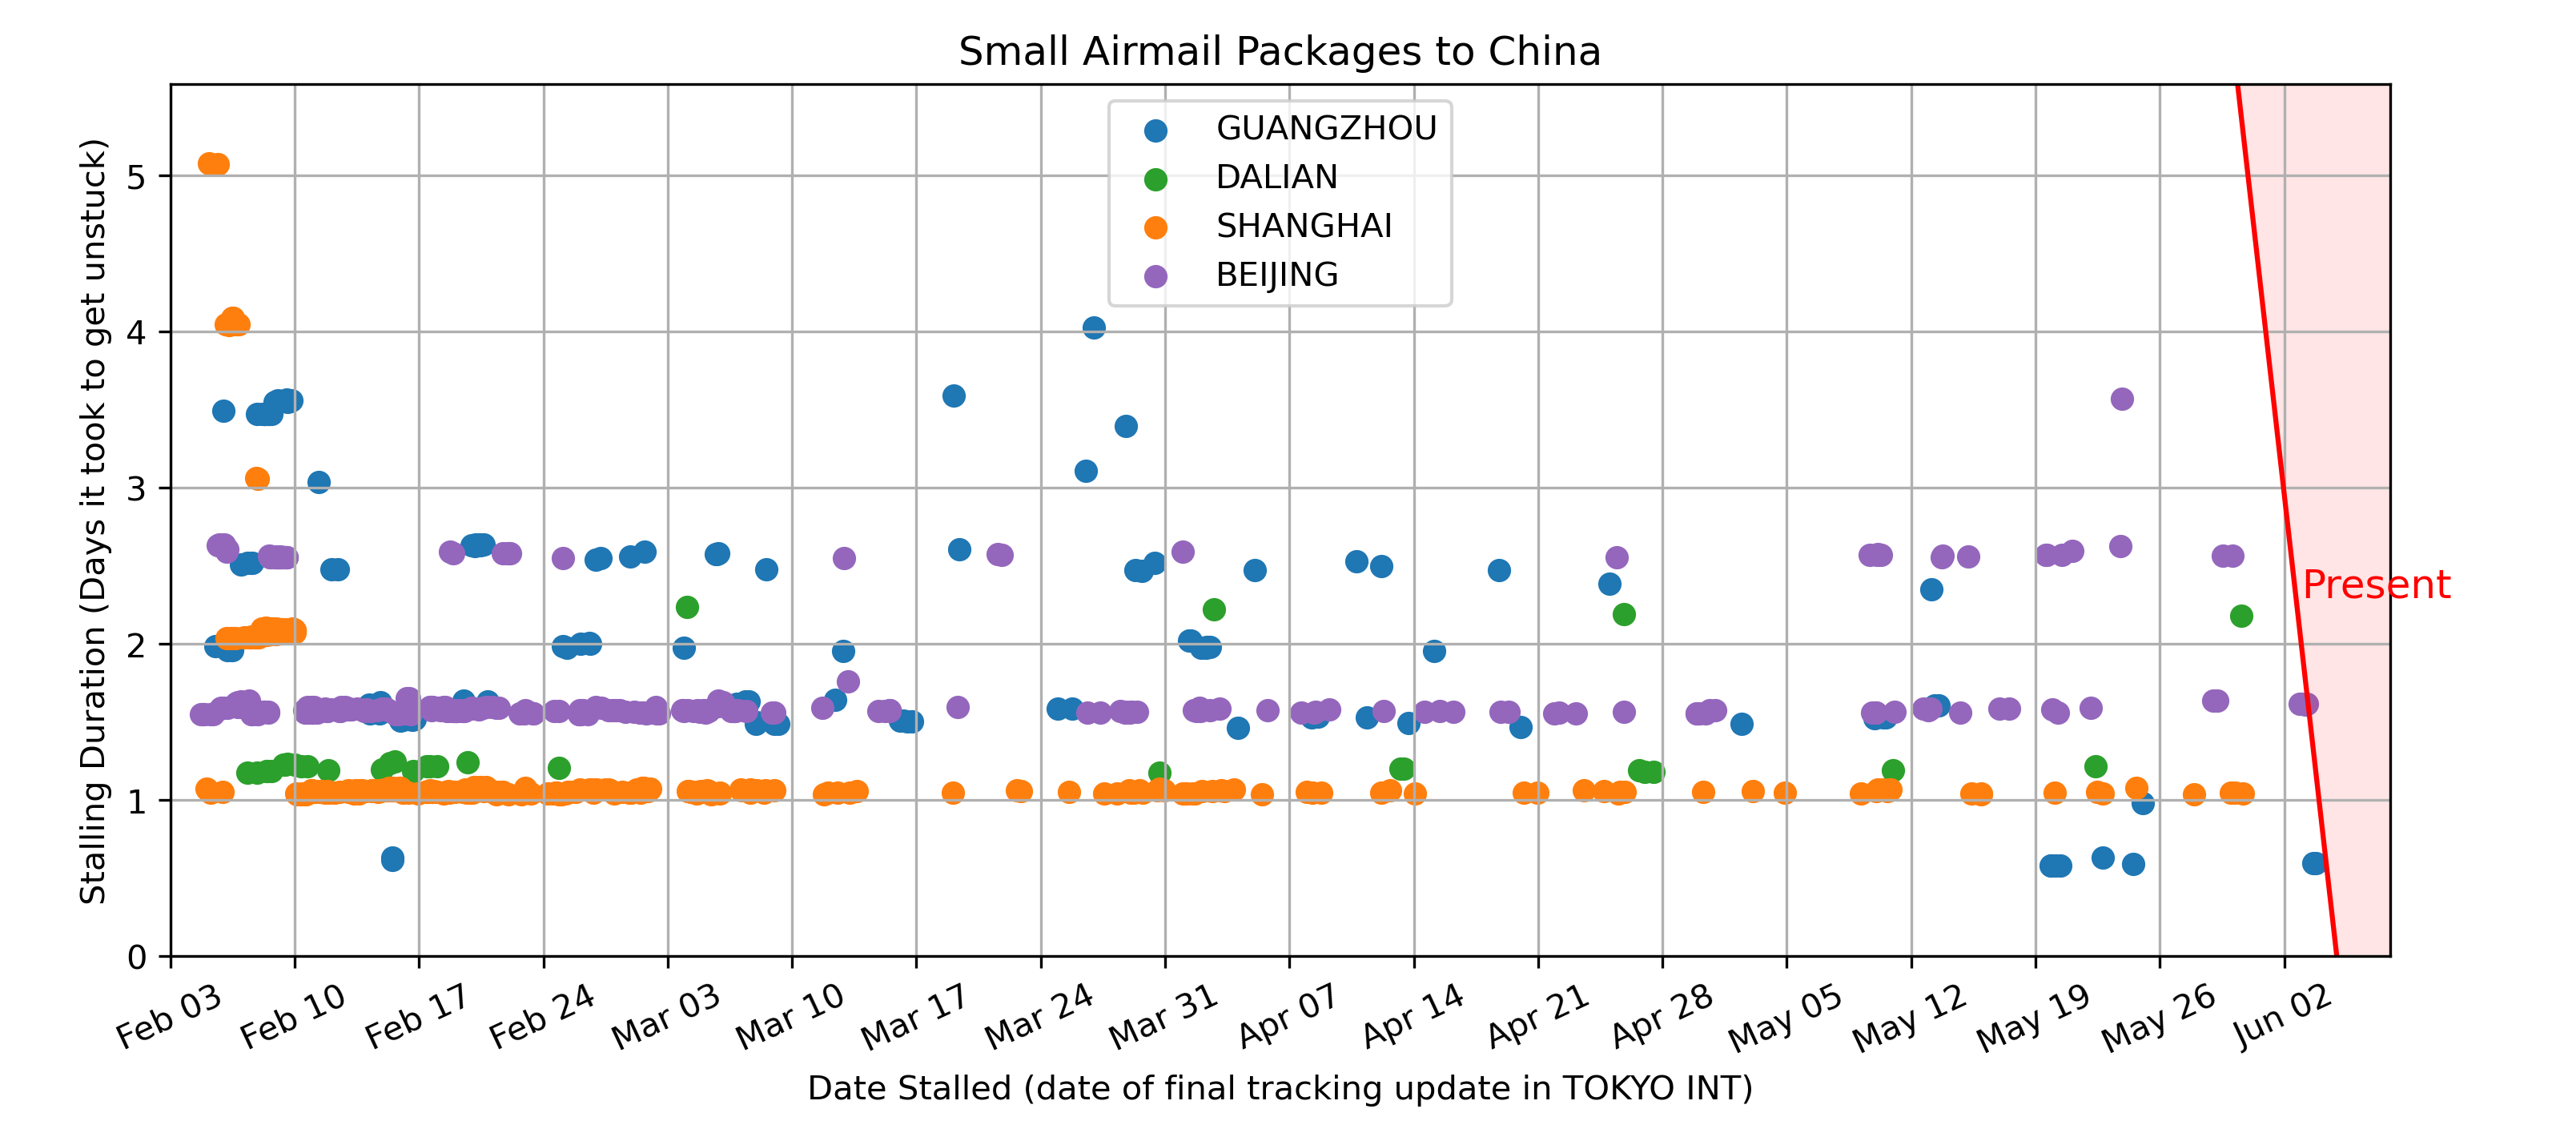 Small Airmail Packages to China
GUANGZHOU
DALIAN
SHANGHAI
BEIJING
Stalling Duration (Days it took to get unstuck)
5
4
3
2
1
0
Present
Feb 03
Feb 10
Feb 17
Feb 24
Mar 03
Mar 10
Mar 17
Mar 24
Mar 31
Apr 07
Apr 14
Apr 21
Apr 28
May 05
May 12
May 19
May 26
Jun 02
Date Stalled (date of final tracking update in TOKYO INT)